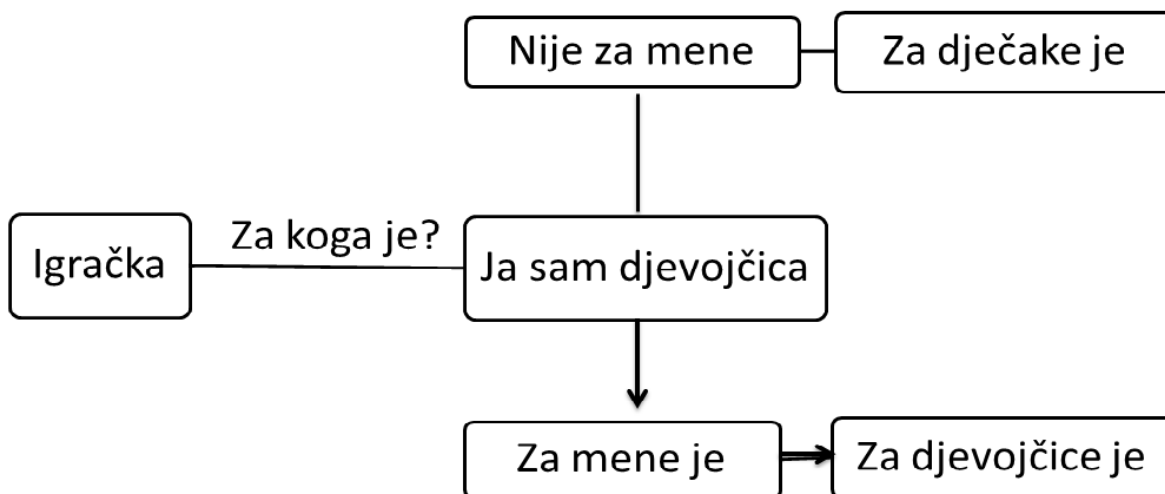 Nije za mene
Za dječake je
Za koga je?
Igračka
Ja sam djevojčica
Za mene je
Za djevojčice je